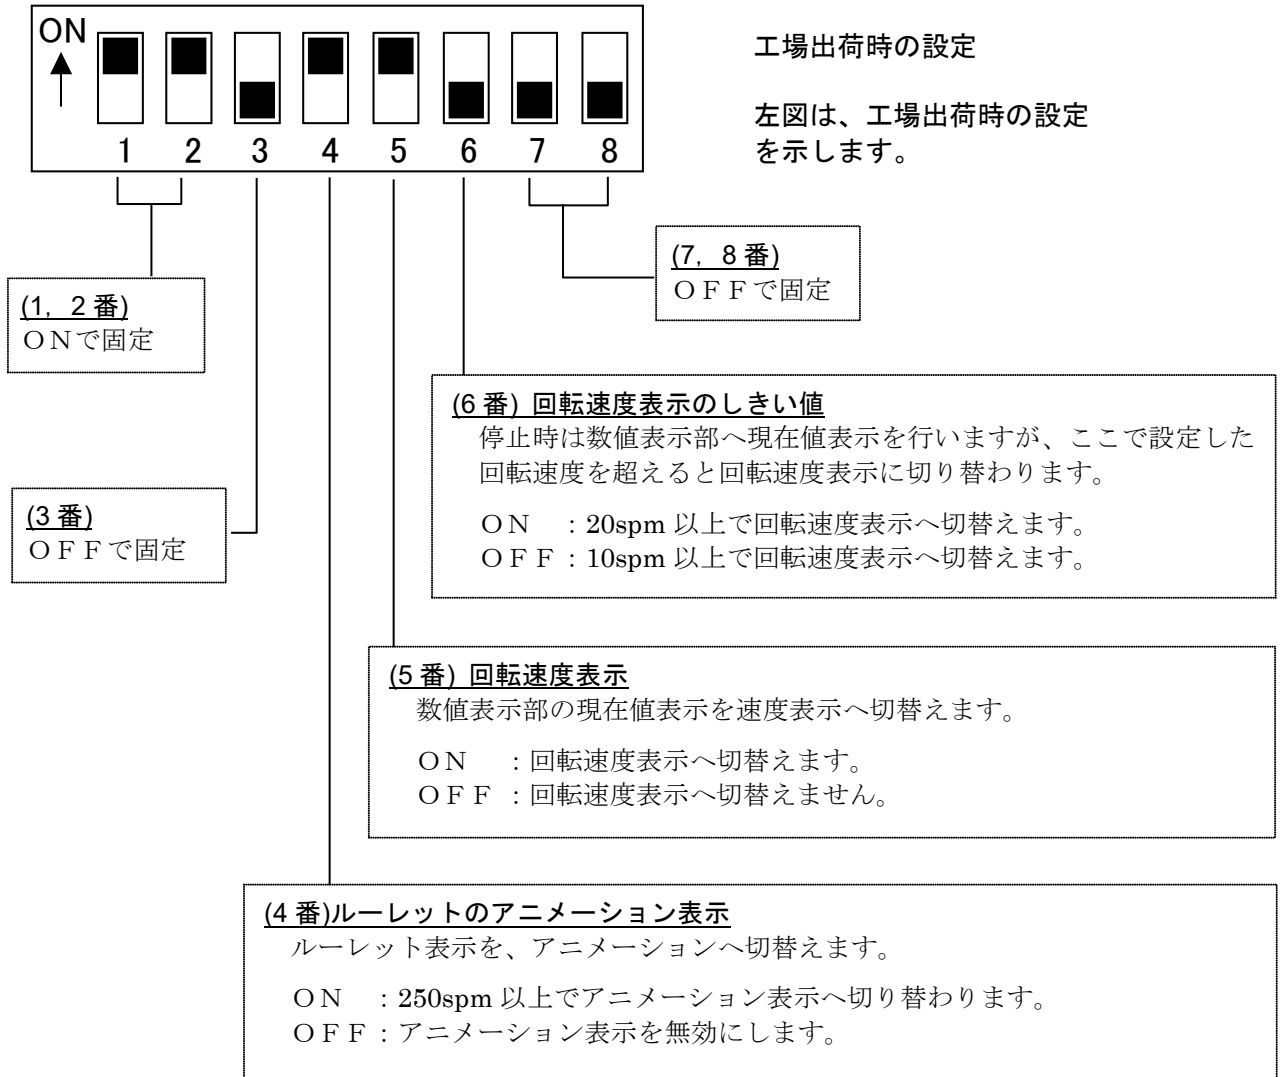 ON
1 2 3 4 5 6 7 8
工場出荷時の設定
左図は、工場出荷時の設定
を示します。
(7, 8番)
ＯＦＦで固定
(1, 2番)
ＯＮで固定
(6番) 回転速度表示のしきい値
停止時は数値表示部へ現在値表示を行いますが、ここで設定した
回転速度を超えると回転速度表示に切り替わります。
ＯＮ　：20spm 以上で回転速度表示へ切替えます。
ＯＦＦ：10spm 以上で回転速度表示へ切替えます。
(3番)
ＯＦＦで固定
(5番) 回転速度表示
数値表示部の現在値表示を速度表示へ切替えます。
ＯＮ　：回転速度表示へ切替えます。
ＯＦＦ：回転速度表示へ切替えません。
(4番)ルーレットのアニメーション表示
ルーレット表示を、アニメーションへ切替えます。
ＯＮ　：250spm 以上でアニメーション表示へ切り替わります。
ＯＦＦ：アニメーション表示を無効にします。